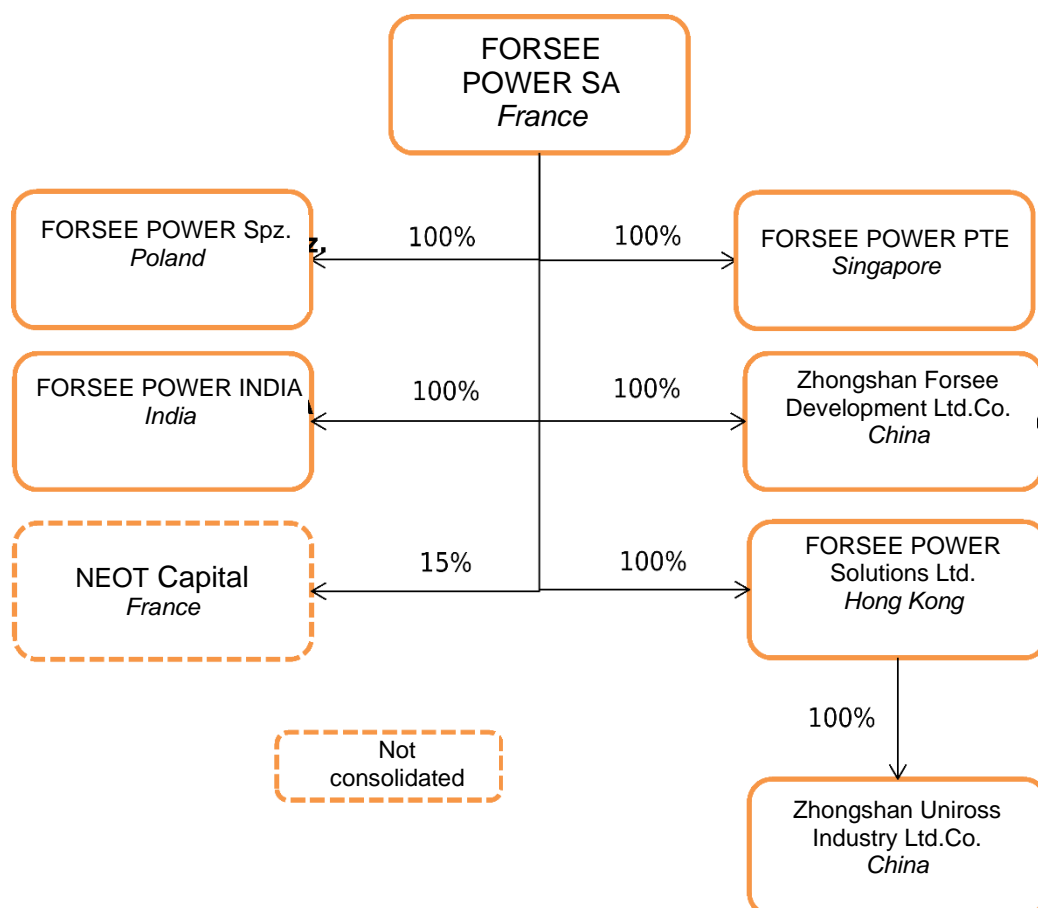 FORSEE
POWER SA
France
FORSEE POWER Spz.
Poland
z,
100%
100%
FORSEE POWER PTE
Singapore
FORSEE POWER INDIA
India
100%
100%
Zhongshan Forsee
Development Ltd.Co.
China
NEOT Capital
France
15%
100%
FORSEE POWER
Solutions Ltd.
Hong Kong
100%
Not
consolidated
Zhongshan Uniross
Industry Ltd.Co.
China